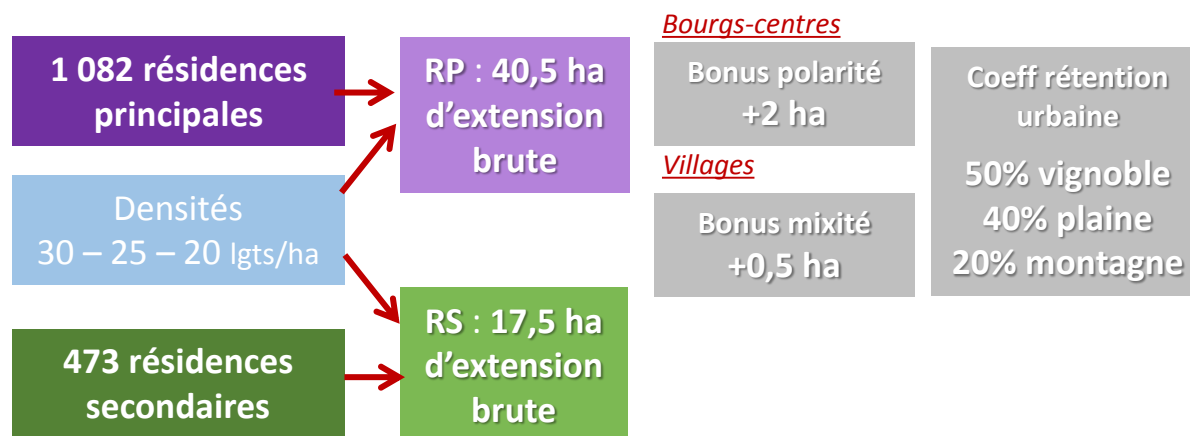 1 082 résidences
principales
Densités
30 – 25 – 20 lgts/ha
473 résidences
secondaires
RP : 40,5 ha
d’extension
brute
RS : 17,5 ha
d’extension
brute
Bourgs-centres
Bonus polarité
+2 ha
Villages
Bonus mixité
+0,5 ha
Coeff rétention
urbaine
50% vignoble
40% plaine
20% montagne